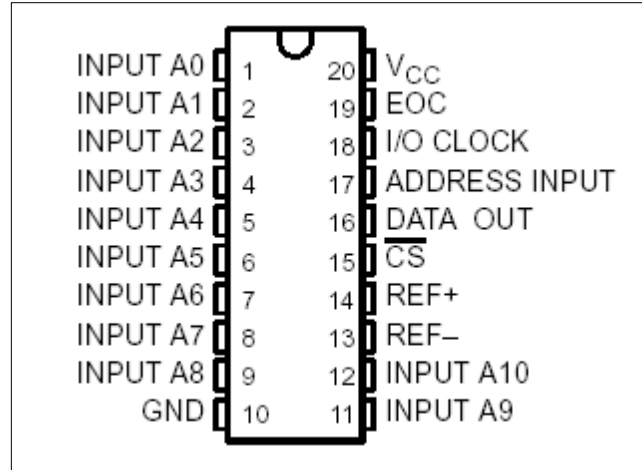 INPUT A0 1 20 VCC
INPUT A1 2 19 EOC
INPUT A2 3 18 I/O CLOCK
INPUT A3 4 17 ADDRESS INPUT
INPUT A4 5 16 DATA OUT
INPUT A5 6 15 C̅S̅
INPUT A6 7 14 REF+
INPUT A7 8 13 REF–
INPUT A8 9 12 INPUT A10
GND 10 11 INPUT A9